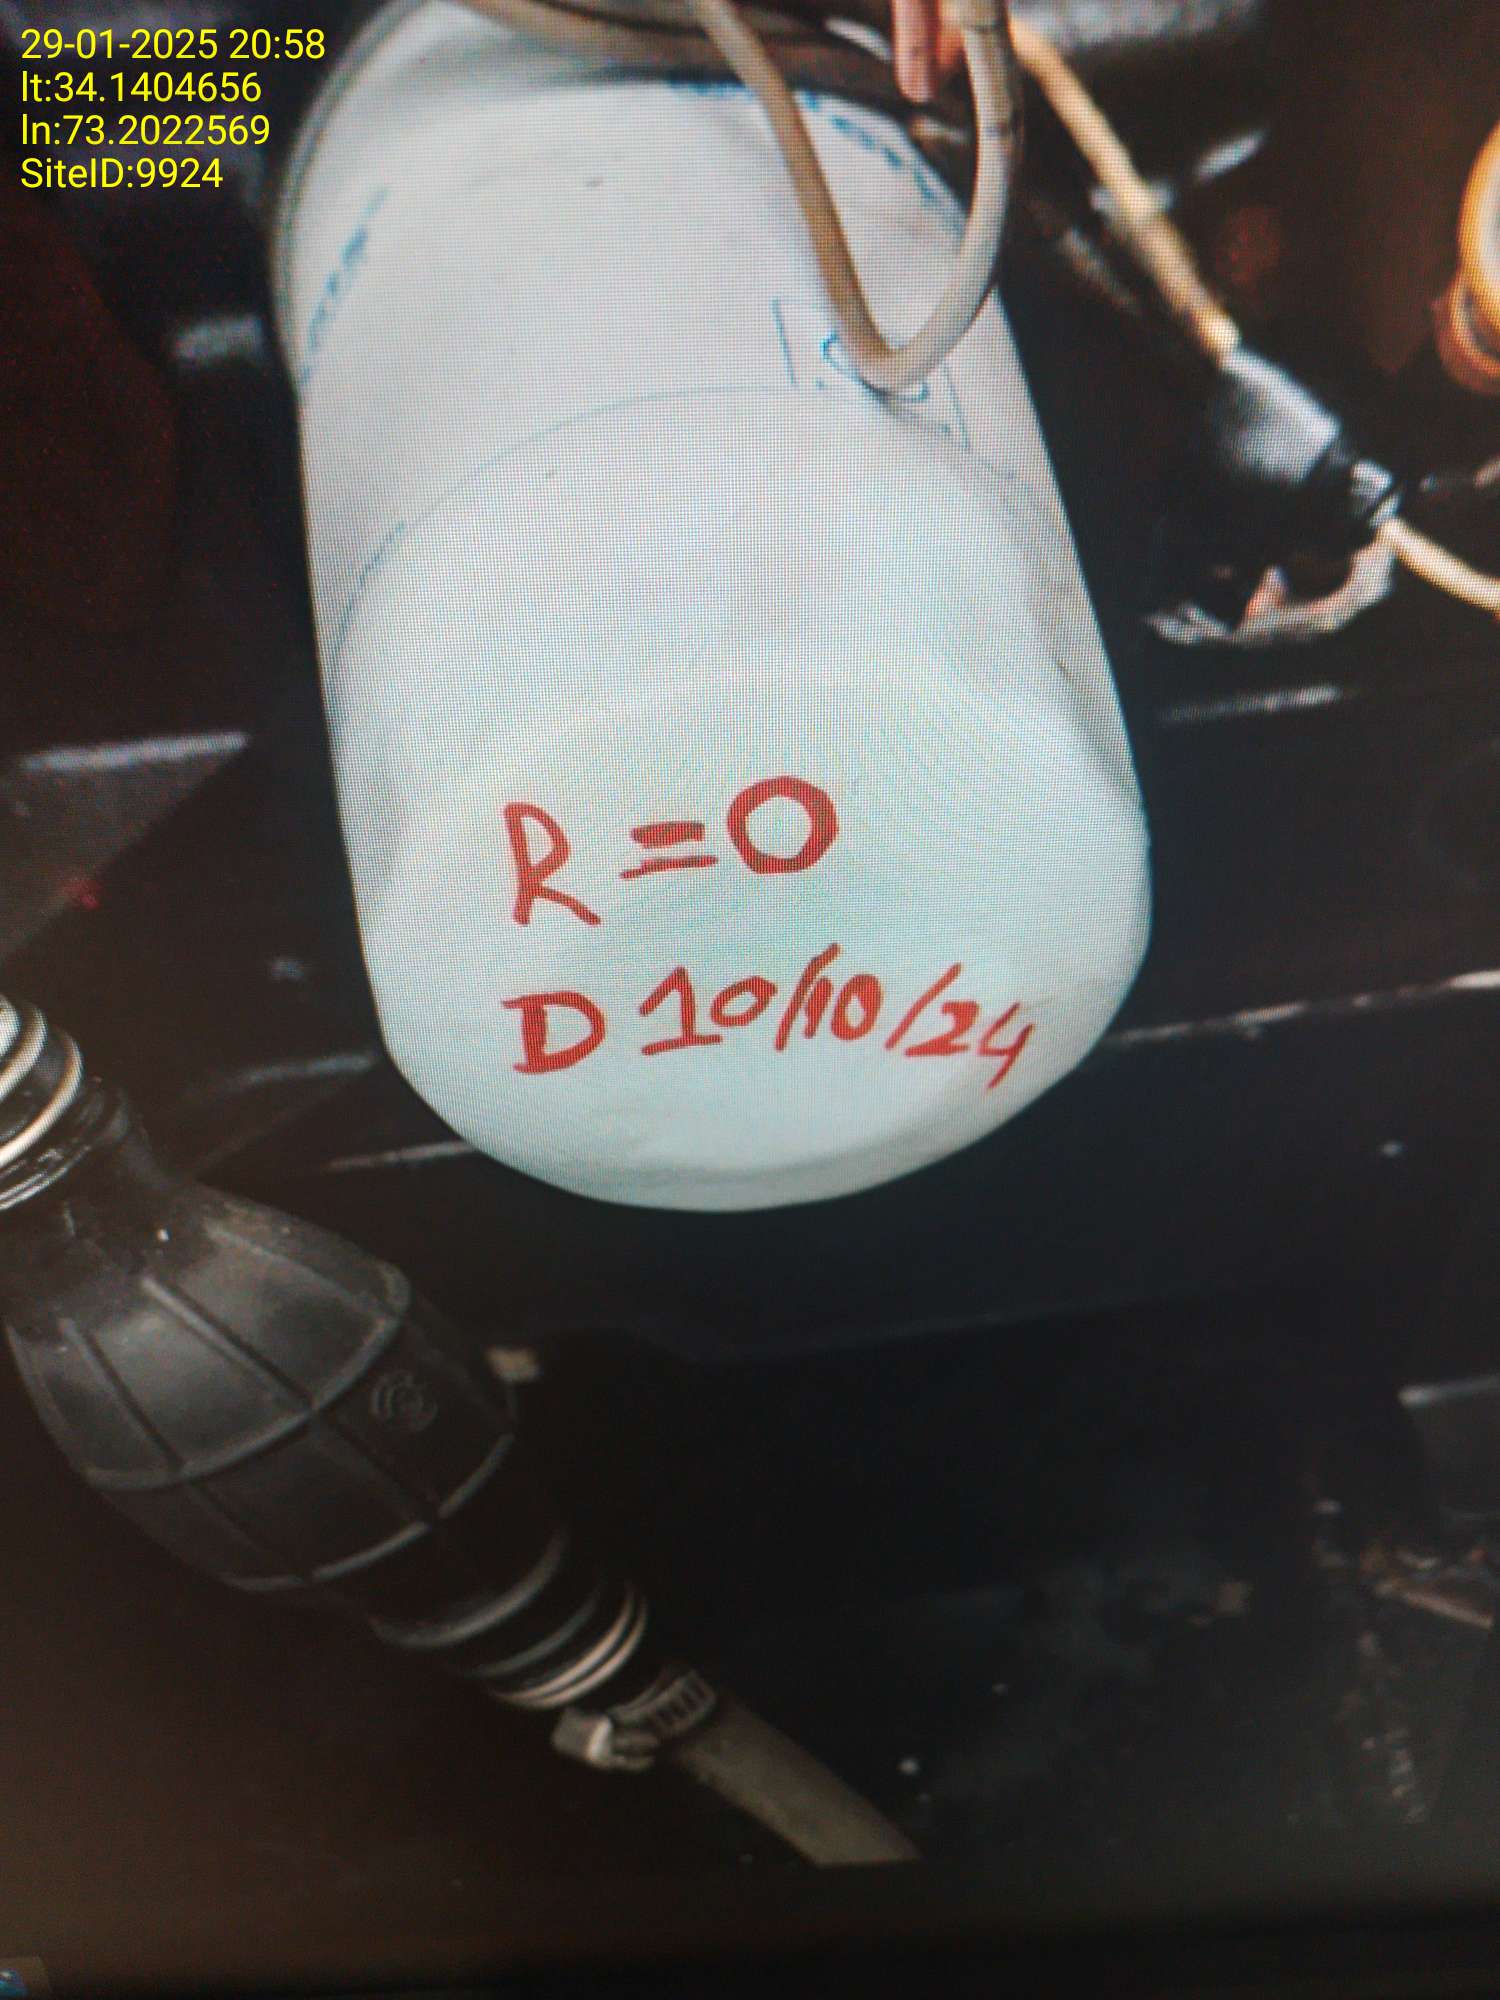 29-01-2025 20:58
lt:34.1404656
ln:73.2022569
SiteID:9924
R=0
D 10/10/24